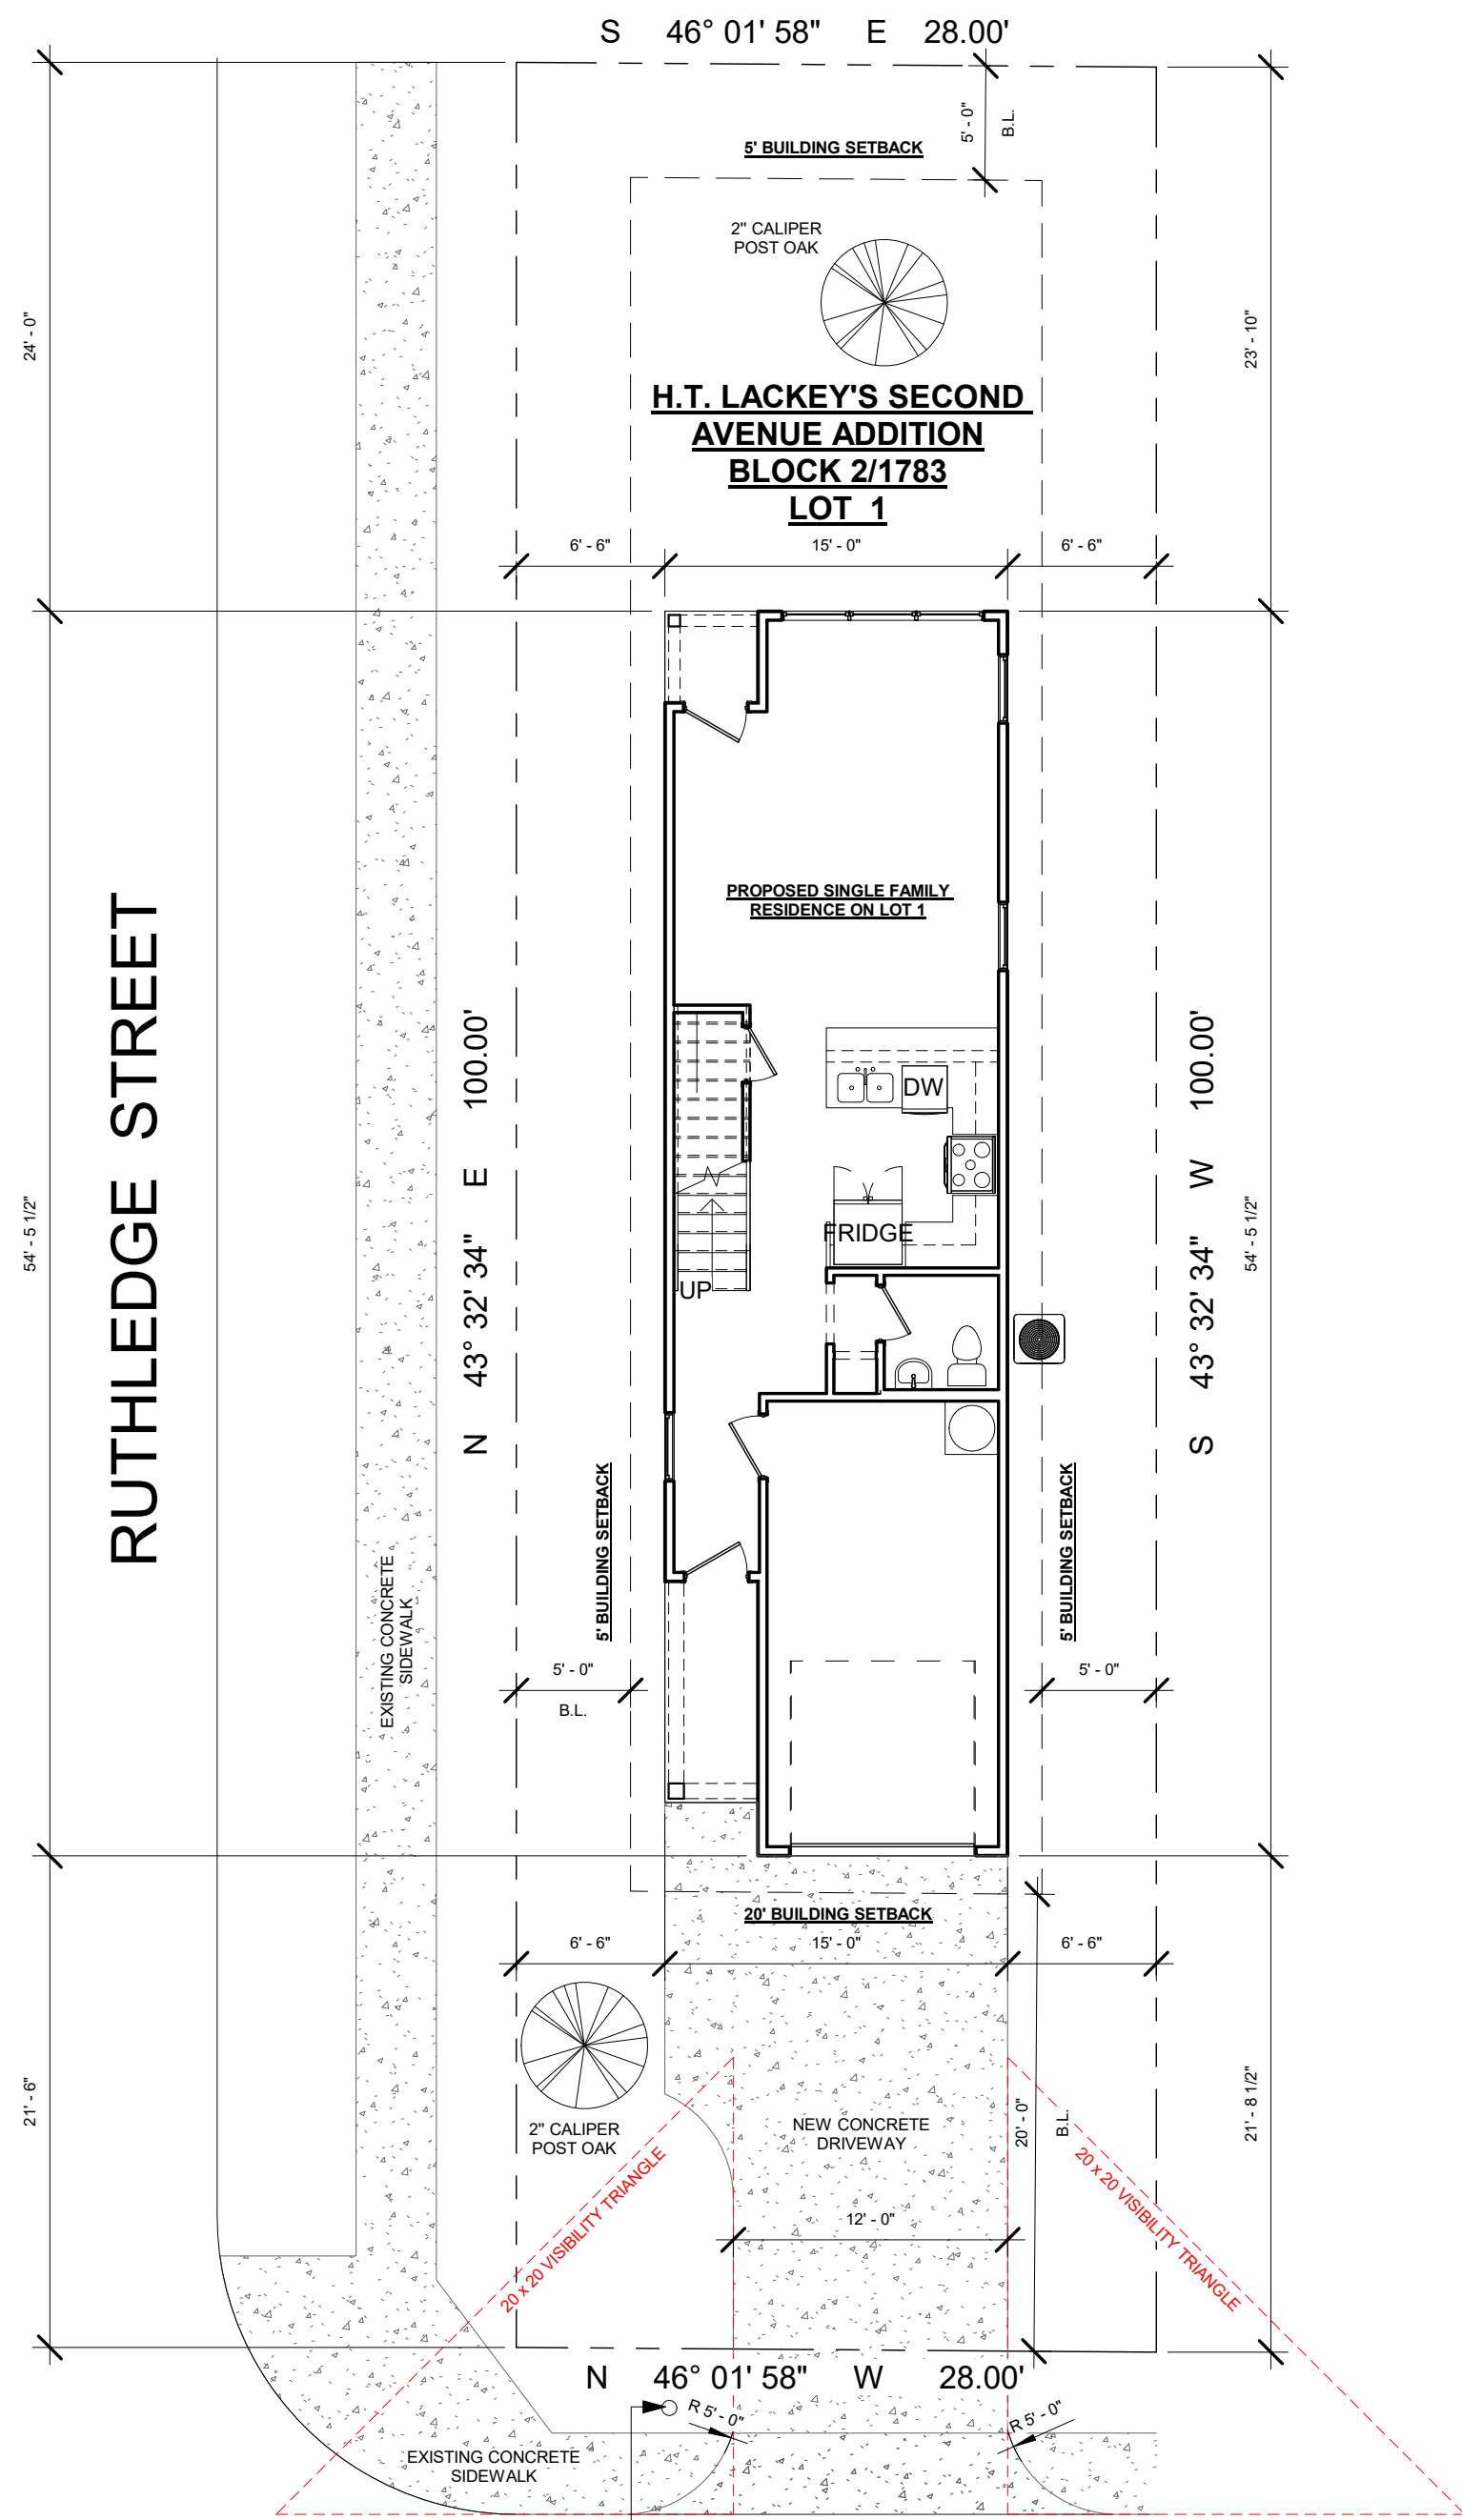 S 46° 01' 58" E 28.00'
5' - 0"
B.L.
5' BUILDING SETBACK
2" CALIPER
POST OAK
24' - 0"
23' - 10"
H.T. LACKEY'S SECOND
AVENUE ADDITION
BLOCK 2/1783
LOT 1
6' - 6"
15' - 0"
6' - 6"
PROPOSED SINGLE FAMILY
RESIDENCE ON LOT 1
RUTHLEDGE STREET
54' - 5 1/2"
N 43° 32' 34" E 100.00'
DW
FRIDGE
UP
S 43° 32' 34" W 100.00'
54' - 5 1/2"
EXISTING CONCRETE
SIDEWALK
5' BUILDING SETBACK
5' BUILDING SETBACK
5' - 0"
B.L.
5' - 0"
20' BUILDING SETBACK
6' - 6"
15' - 0"
6' - 6"
21' - 6"
2" CALIPER
POST OAK
NEW CONCRETE
DRIVEWAY
20' - 0"
B.L.
21' - 8 1/2"
20 x 20 VISIBILITY TRIANGLE
20 x 20 VISIBILITY TRIANGLE
12' - 0"
N 46° 01' 58" W 28.00'
R 5' - 0"
R 5' - 0"
EXISTING CONCRETE
SIDEWALK